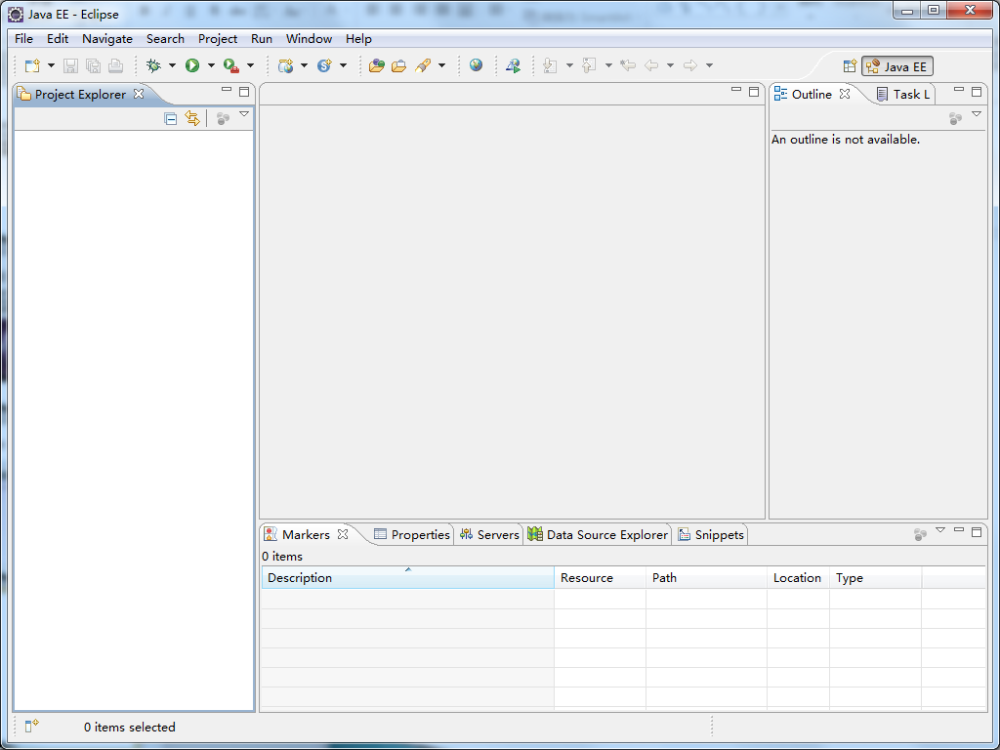 Java EE - Eclipse
File Edit Navigate Search Project Run Window Help
Java EE
Project Explorer
Outline Task L
An outline is not available.
Markers Properties Servers Data Source Explorer Snippets
0 items
Description Resource Path Location Type
0 items selected